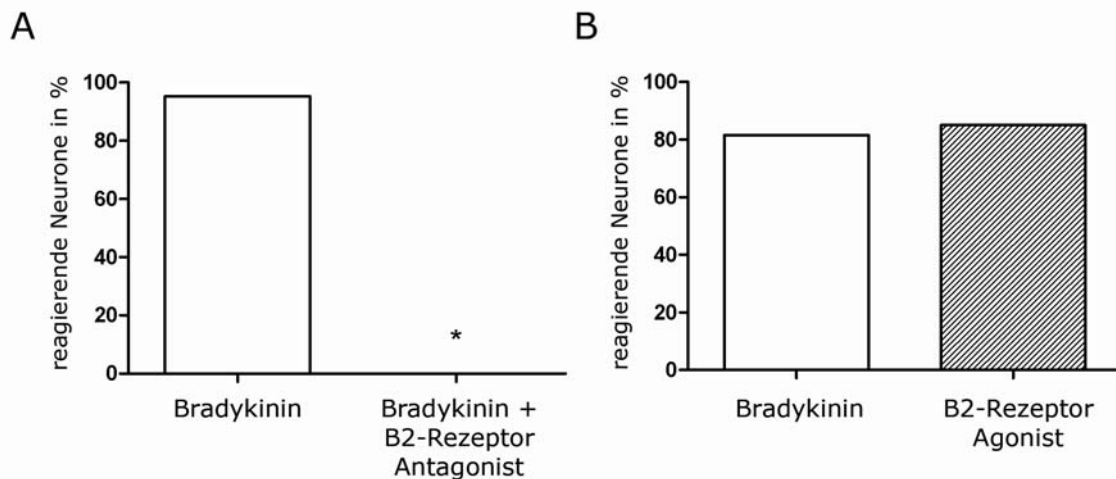 A
reagierende Neurone in %
100
80
60
40
20
0
*
Bradykinin
Bradykinin +
B2-Rezeptor
Antagonist
B
reagierende Neurone in %
100
80
60
40
20
0
Bradykinin
B2-Rezeptor
Agonist